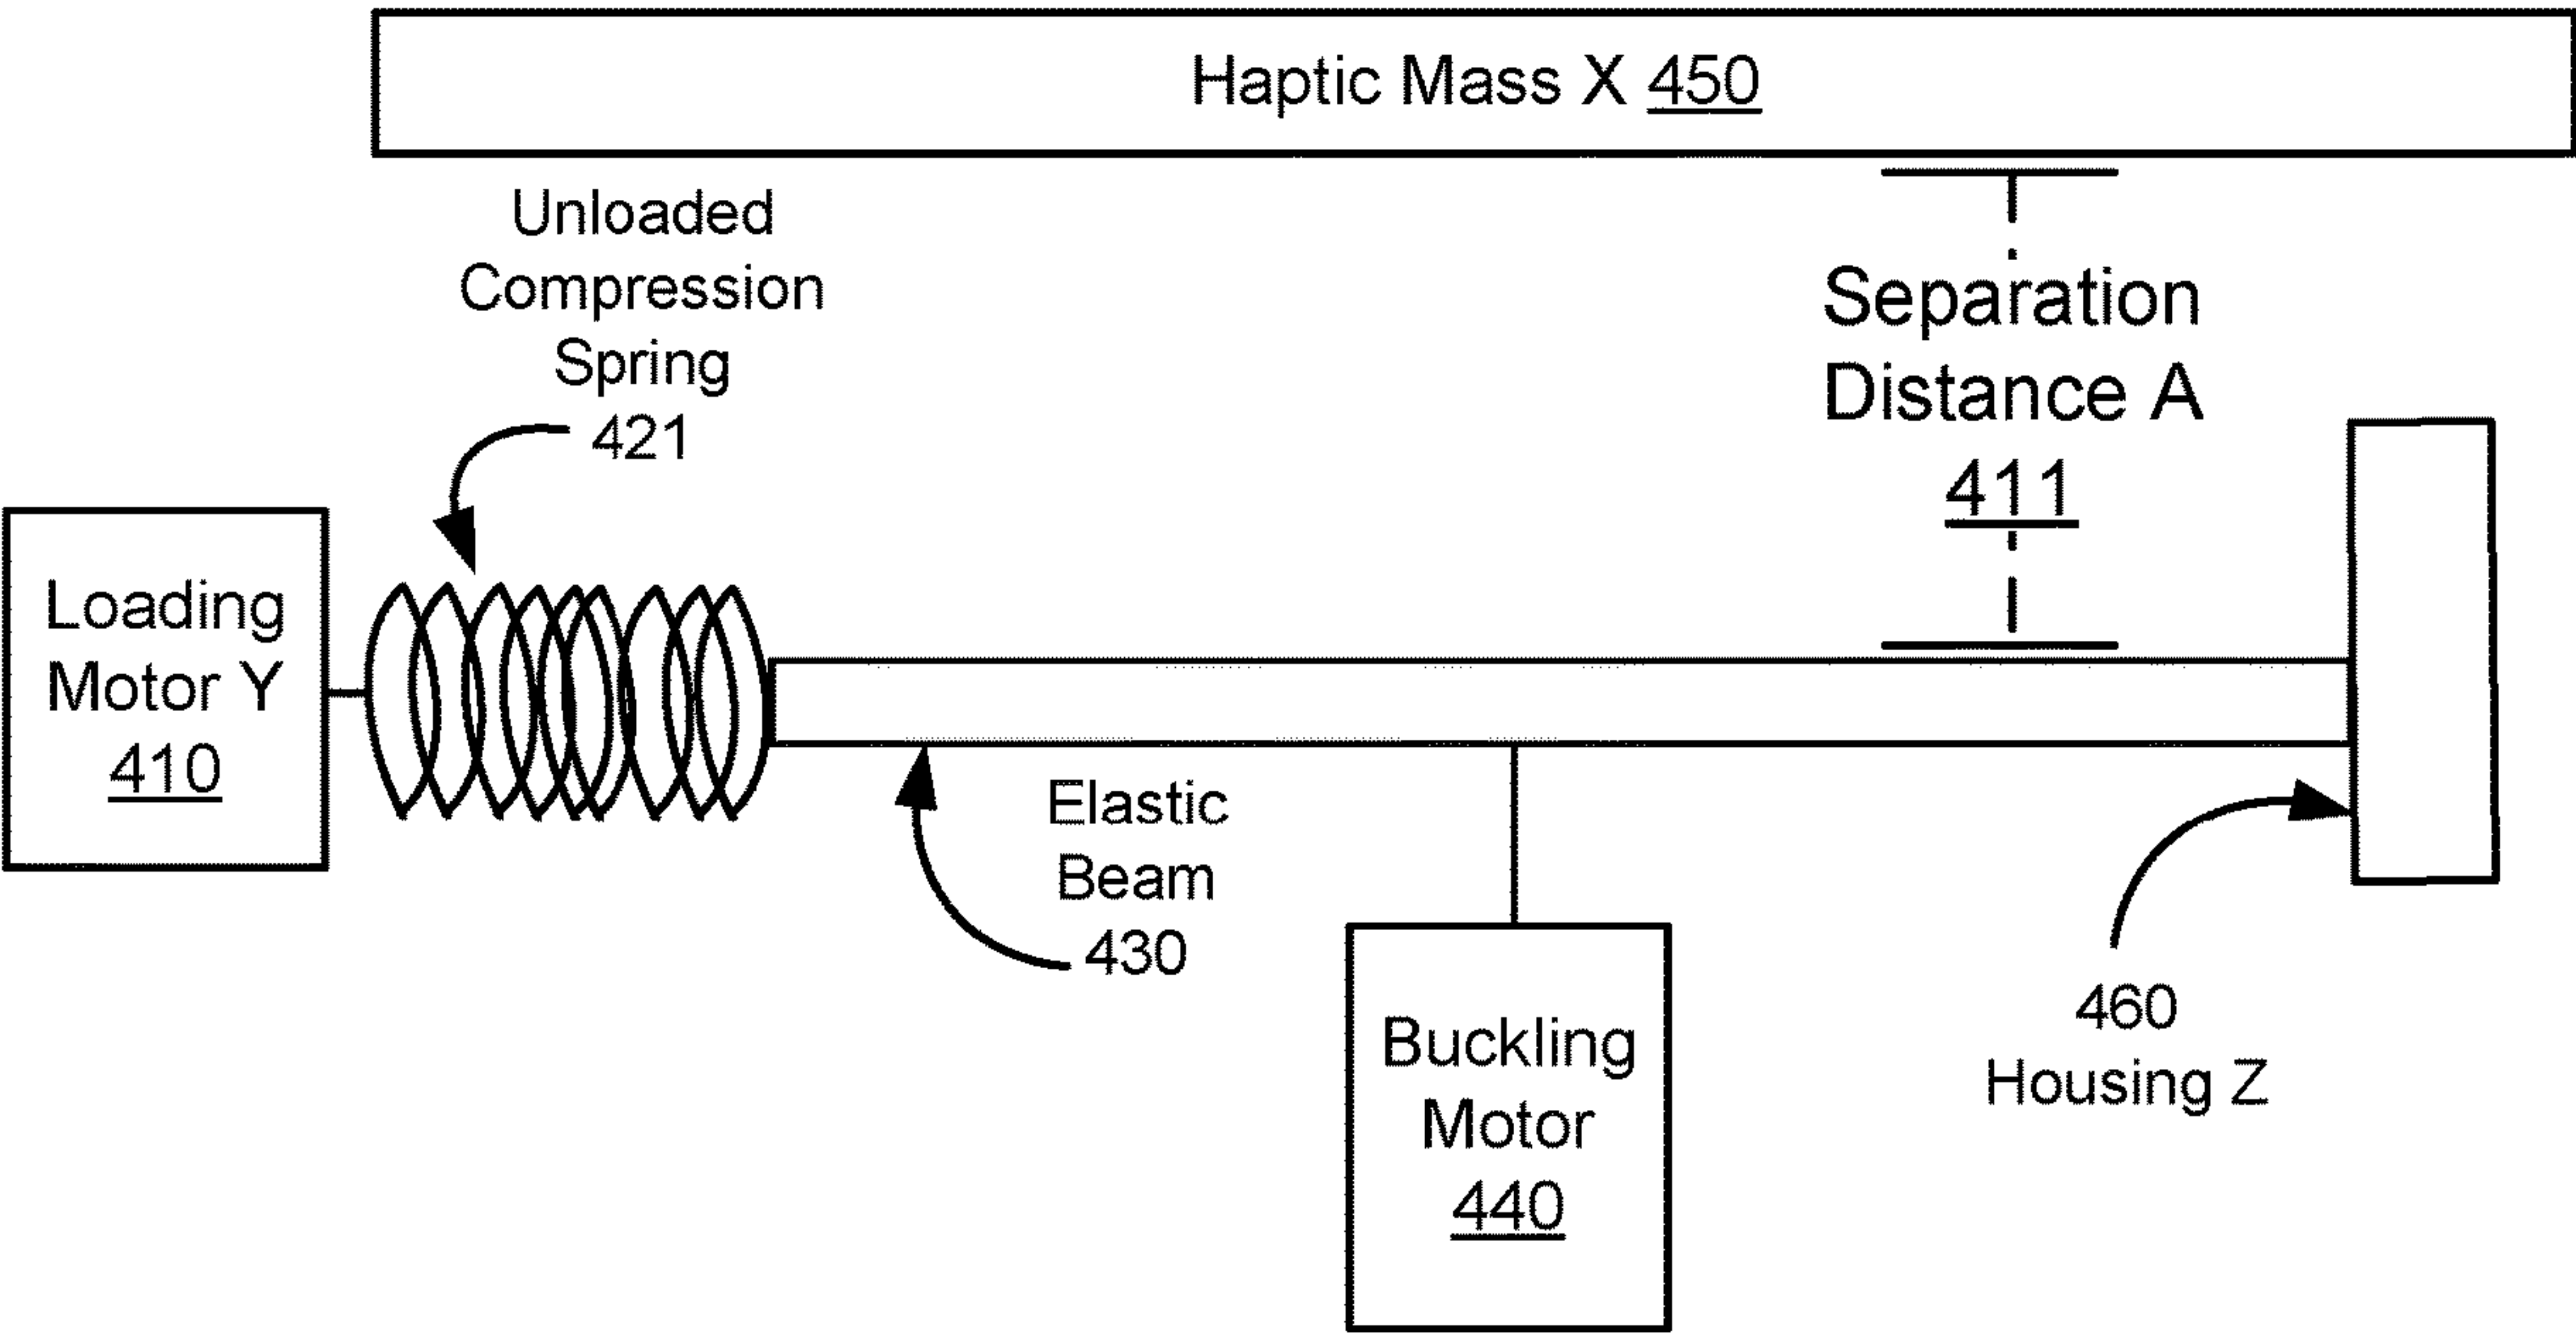 Haptic Mass X 450
Unloaded
Compression
Spring
421
Separation
Distance A
411
Loading
Motor Y
410
Elastic
Beam
430
Buckling
Motor
440
460
Housing Z